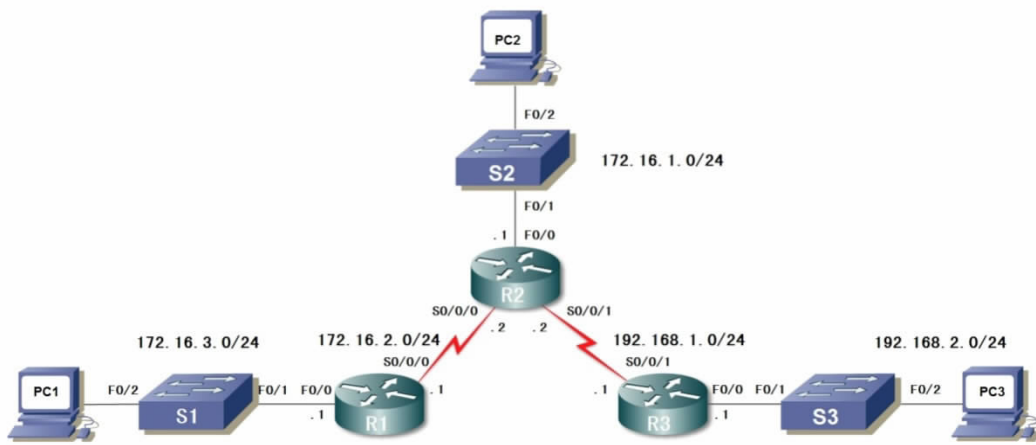 PC2
F0/2
S2
172.16.1.0/24
F0/1
.1 F0/0
R2
S0/0/0 S0/0/1
.2 .2
172.16.3.0/24 172.16.2.0/24 192.168.1.0/24 192.168.2.0/24
S0/0/0 S0/0/1
PC1 F0/2 S1 F0/1 F0/0 R1 .1 .1 R3 F0/0 F0/1 S3 F0/2 PC3
.1 .1